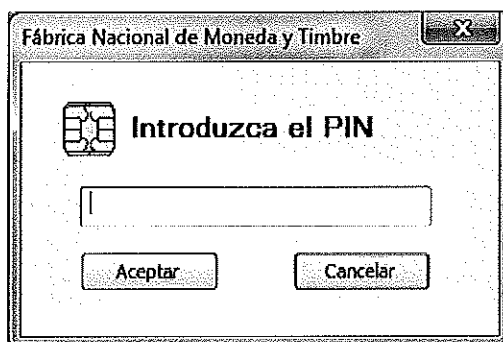 Fábrica Nacional de Moneda y Timbre
Introduzca el PIN
Aceptar
Cancelar